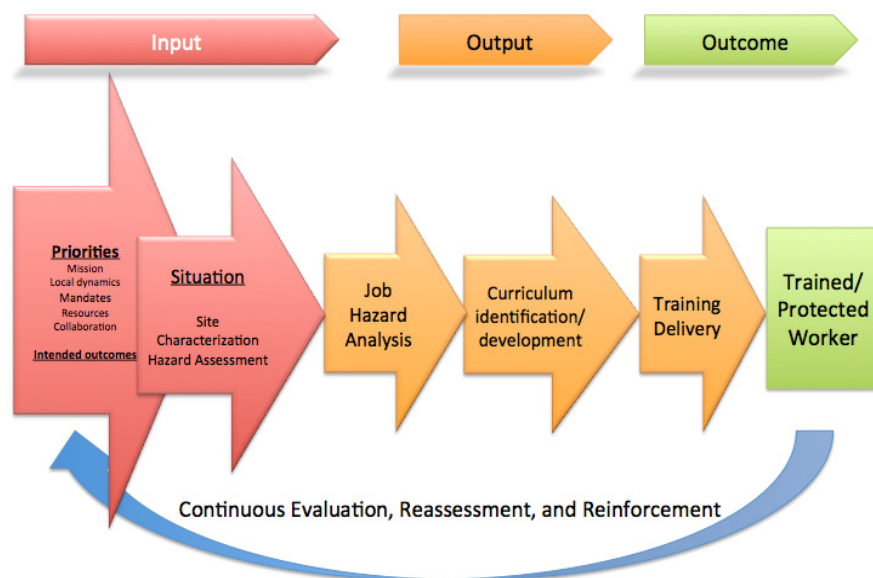 Input
Output
Outcome
Priorities
Mission
Local dynamics
Mandates
Resources
Collaboration
Intended outcomes
Situation
Site
Characterization
Hazard Assessment
Job
Hazard
Analysis
Curriculum
identification/
development
Training
Delivery
Trained/
Protected
Worker
Continuous Evaluation, Reassessment, and Reinforcement